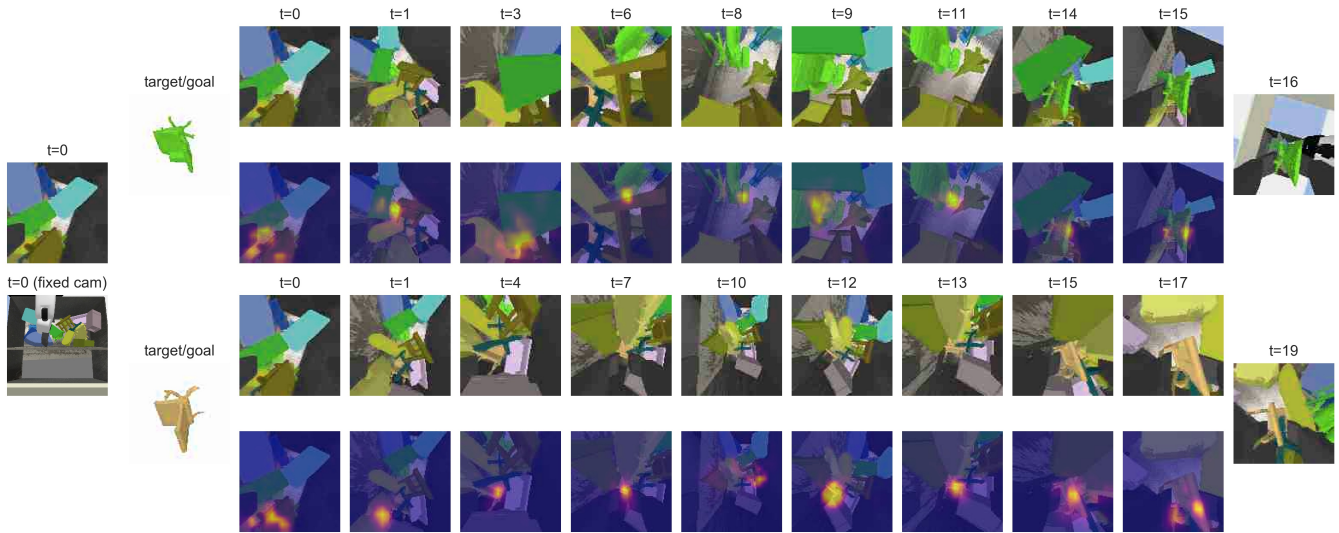 t=0 t=1 t=3 t=6 t=8 t=9 t=11 t=14 t=15
target/goal
t=16
t=0
t=0 (fixed cam)
t=0 t=1 t=4 t=7 t=10 t=12 t=13 t=15 t=17
target/goal
t=19